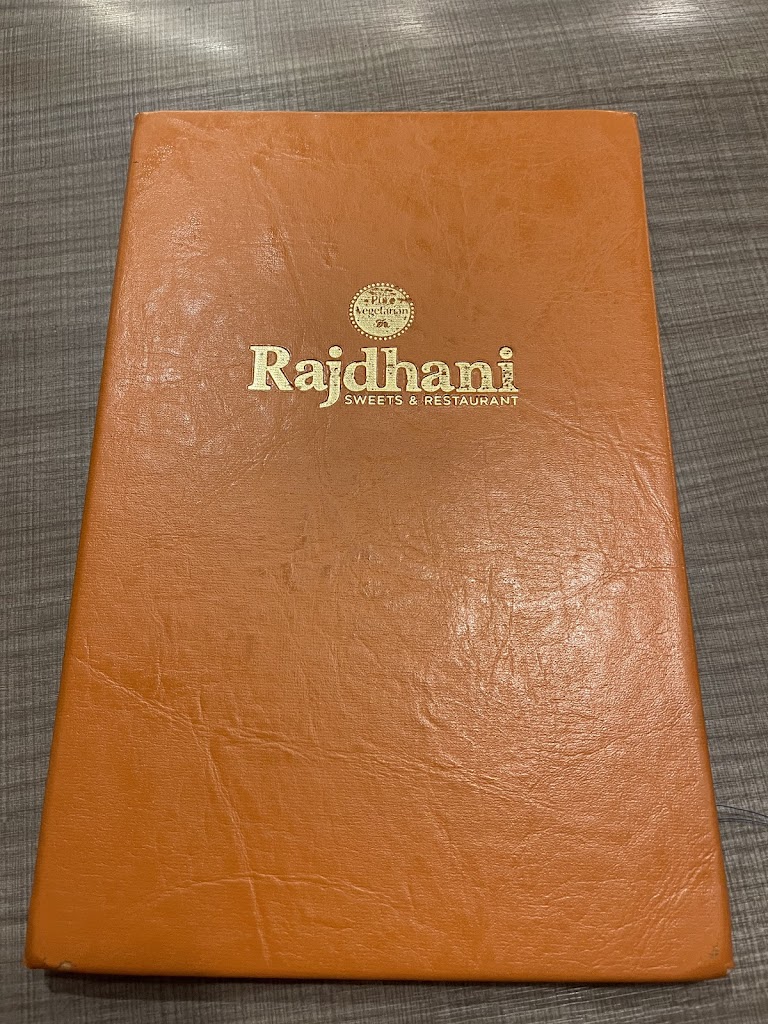 Pure
Vegetarian
Rajdhani
SWEETS & RESTAURANT